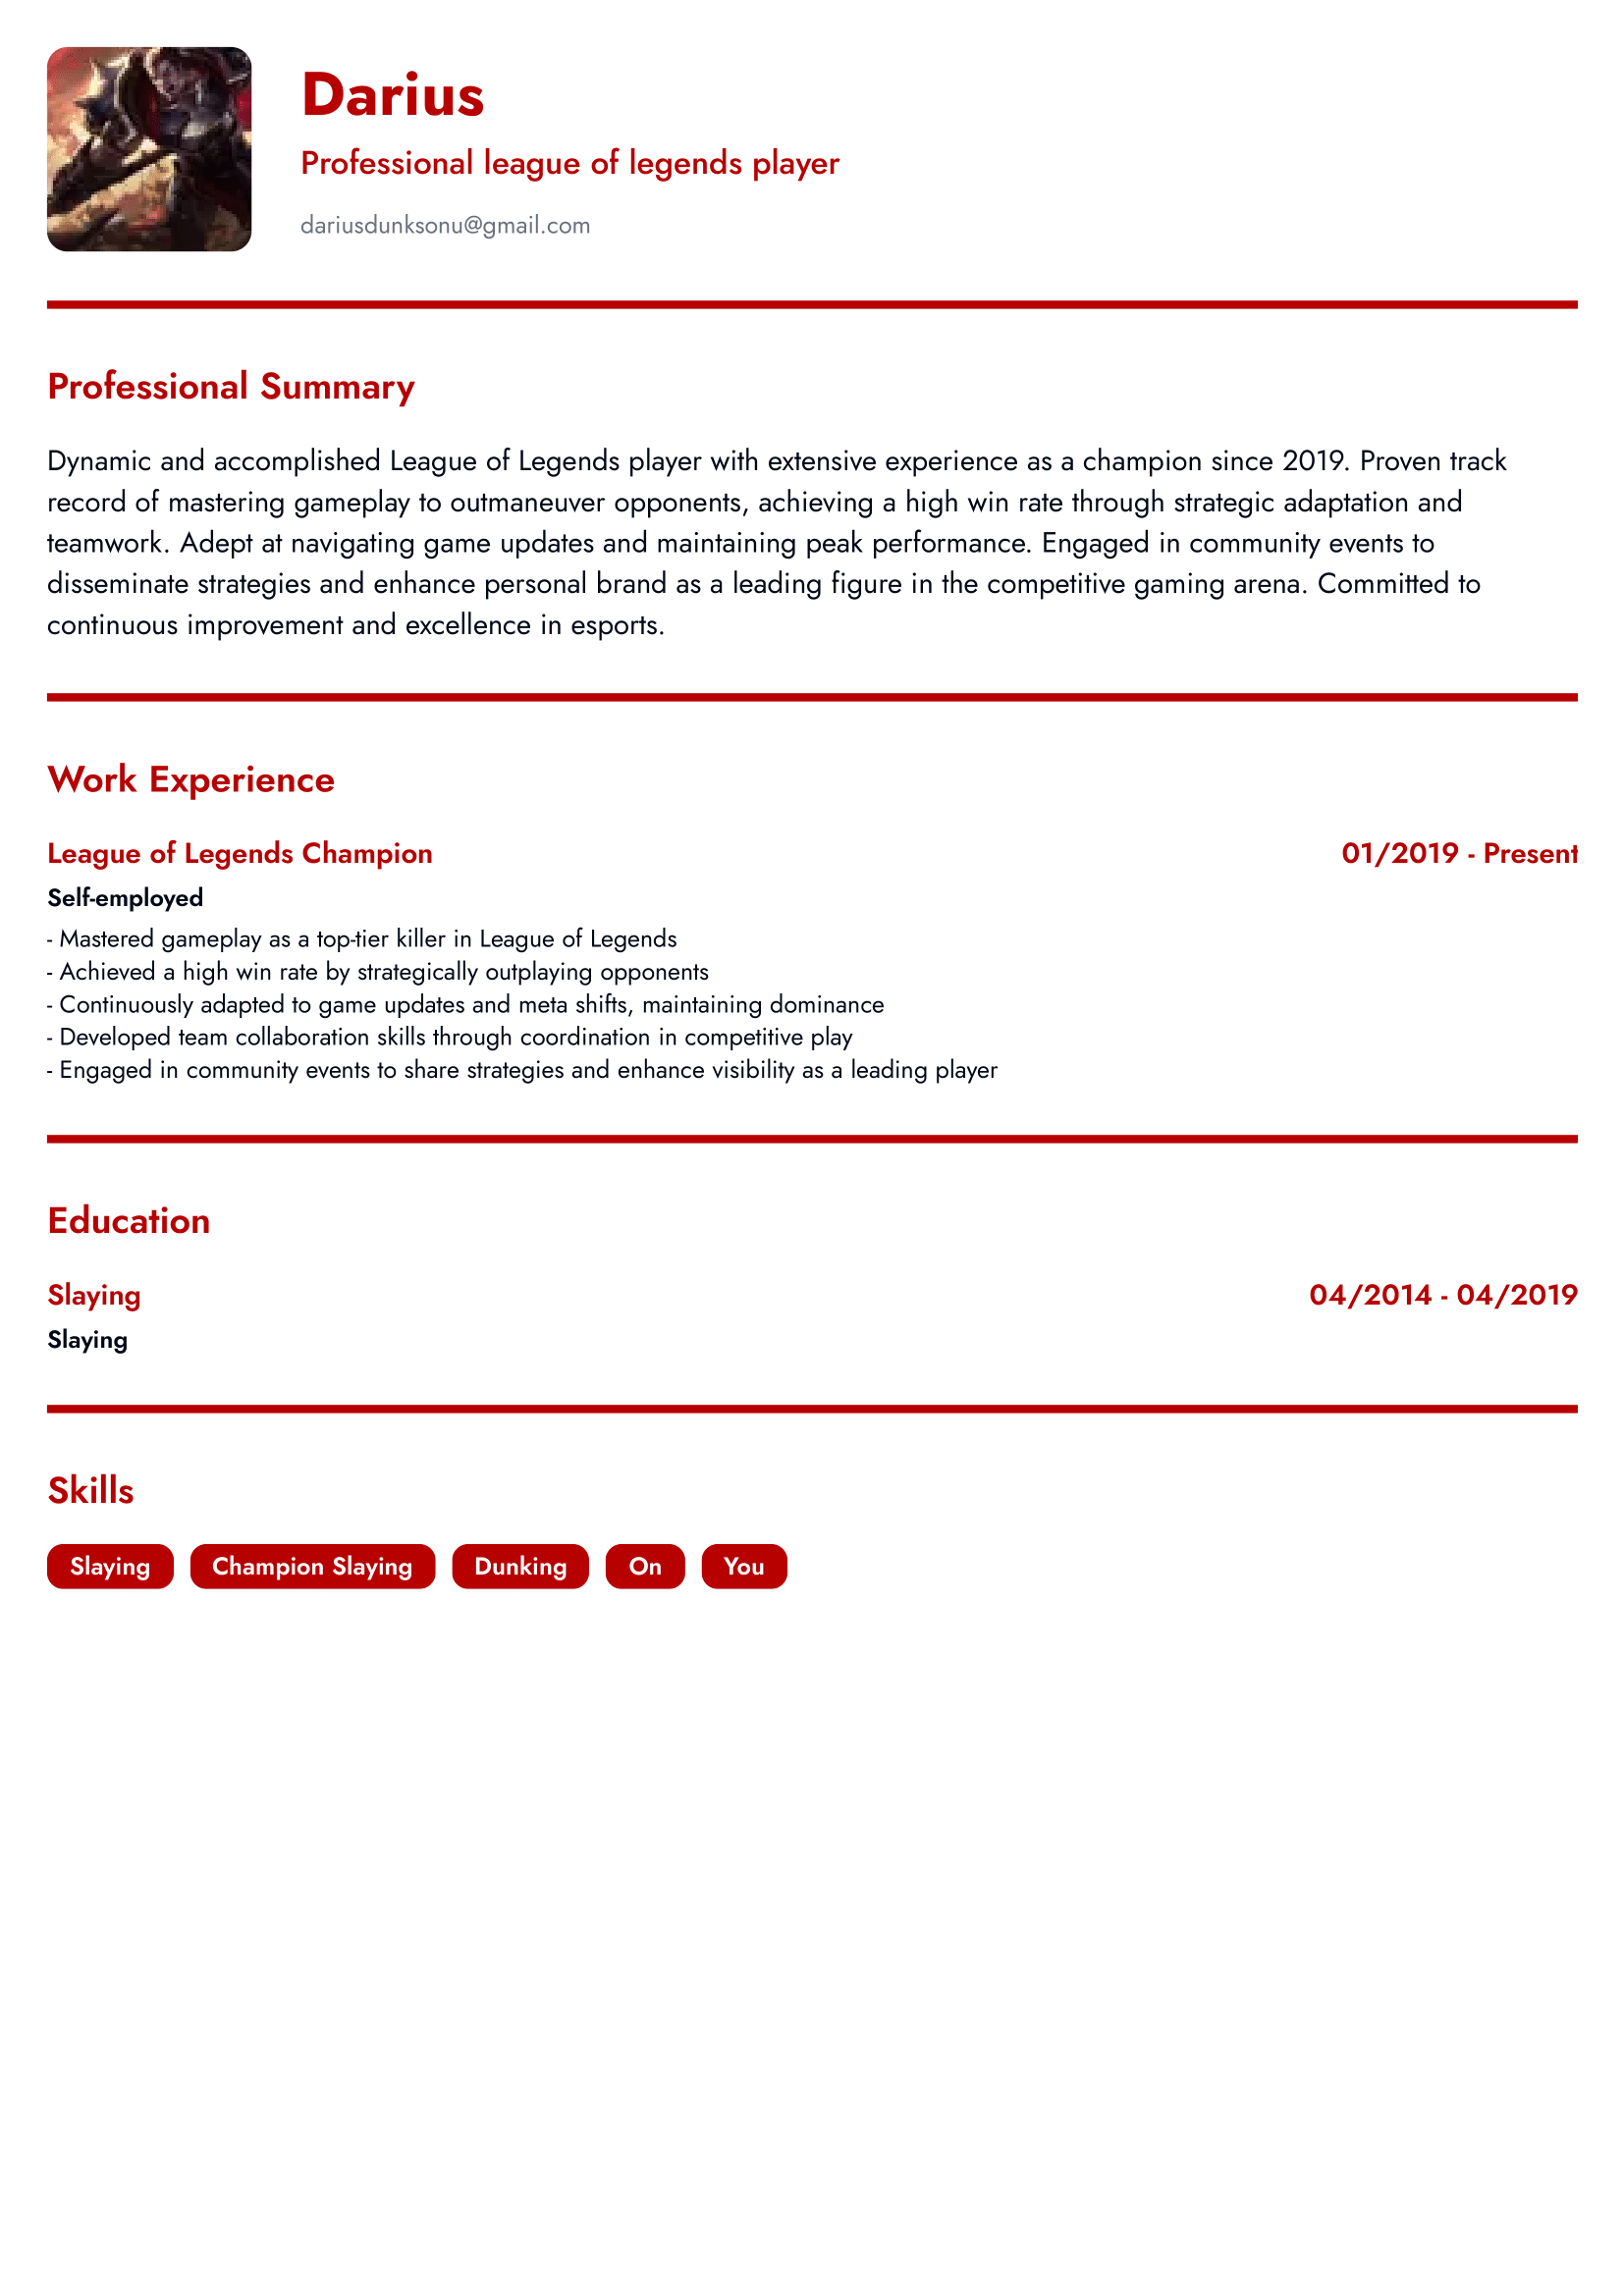 Darius
Professional league of legends player
dariusdunksonu@gmail.com
Professional Summary
Dynamic and accomplished League of Legends player with extensive experience as a champion since 2019. Proven track
record of mastering gameplay to outmaneuver opponents, achieving a high win rate through strategic adaptation and
teamwork. Adept at navigating game updates and maintaining peak performance. Engaged in community events to
disseminate strategies and enhance personal brand as a leading figure in the competitive gaming arena. Committed to
continuous improvement and excellence in esports.
Work Experience
League of Legends Champion 01/2019 - Present
Self-employed
- Mastered gameplay as a top-tier killer in League of Legends
- Achieved a high win rate by strategically outplaying opponents
- Continuously adapted to game updates and meta shifts, maintaining dominance
- Developed team collaboration skills through coordination in competitive play
- Engaged in community events to share strategies and enhance visibility as a leading player
Education
Slaying 04/2014 - 04/2019
Slaying
Skills
Slaying Champion Slaying Dunking On You